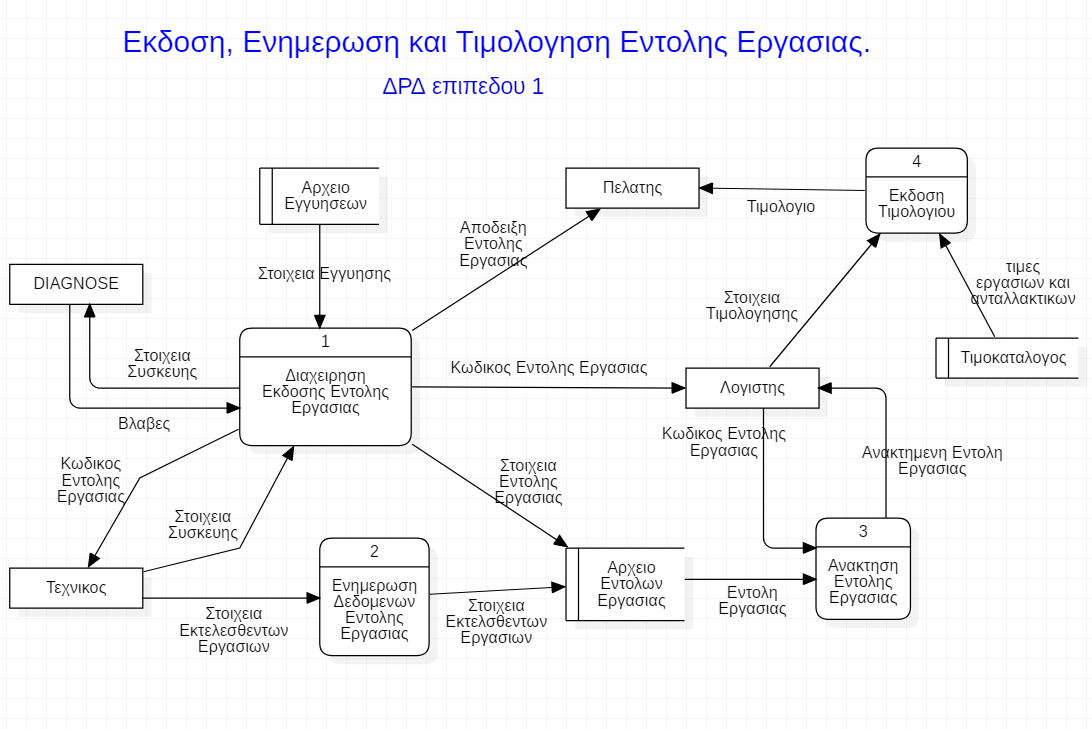 Εκδοση, Ενημερωση και Τιμολογηση Εντολης Εργασιας.
ΔΡΔ επιπεδου 1
4
Αρχειο
Εγγυησεων
Πελατης
Εκδοση
Τιμολογιου
Τιμολογιο
Αποδειξη
Εντολης
Εργασιας
DIAGNOSE
Στοιχεια Εγγυησης
τιμες
εργασιων και
ανταλλακτικων
Στοιχεια
Τιμολογησης
1
Στοιχεια
Συσκευης
Διαχειρηση
Εκδοσης Εντολης
Εργασιας
Κωδικος Εντολης Εργασιας
Τιμοκαταλογος
Λογιστης
Βλαβες
Κωδικος Εντολης
Εργασιας
Ανακτημενη Εντολη
Εργασιας
Κωδικος
Εντολης
Εργασιας
Στοιχεια
Εντολης
Εργασιας
Στοιχεια
Συσκευης
2
3
Τεχνικος
Ενημερωση
Δεδομενων
Εντολης
Εργασιας
Αρχειο
Εντολων
Εργασιας
Ανακτηση
Εντολης
Εργασιας
Στοιχεια
Εκτελεσθεντων
Εργασιων
Στοιχεια
Εκτελσθεντων
Εργασιων
Εντολη
Εργασιας